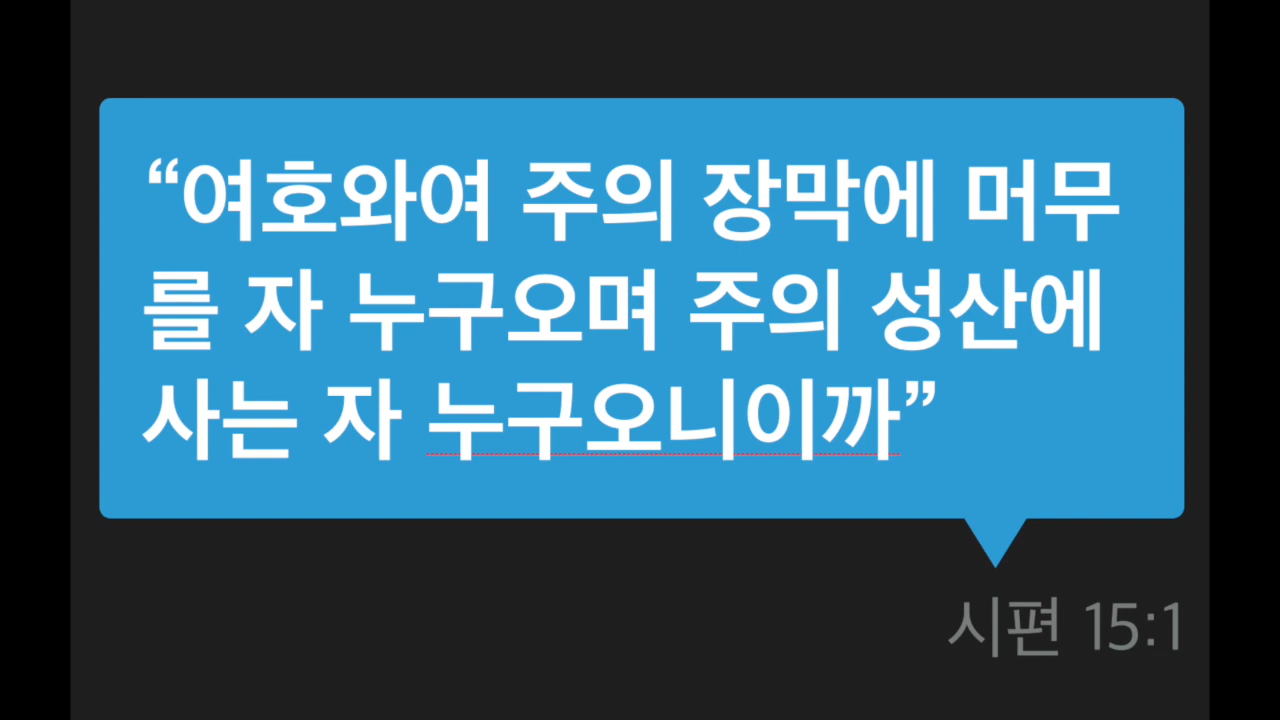 “여호와여 주의 장막에 머무
를 자 누구오며 주의 성산에
사는 자 누구오니이까”
시편 15:1